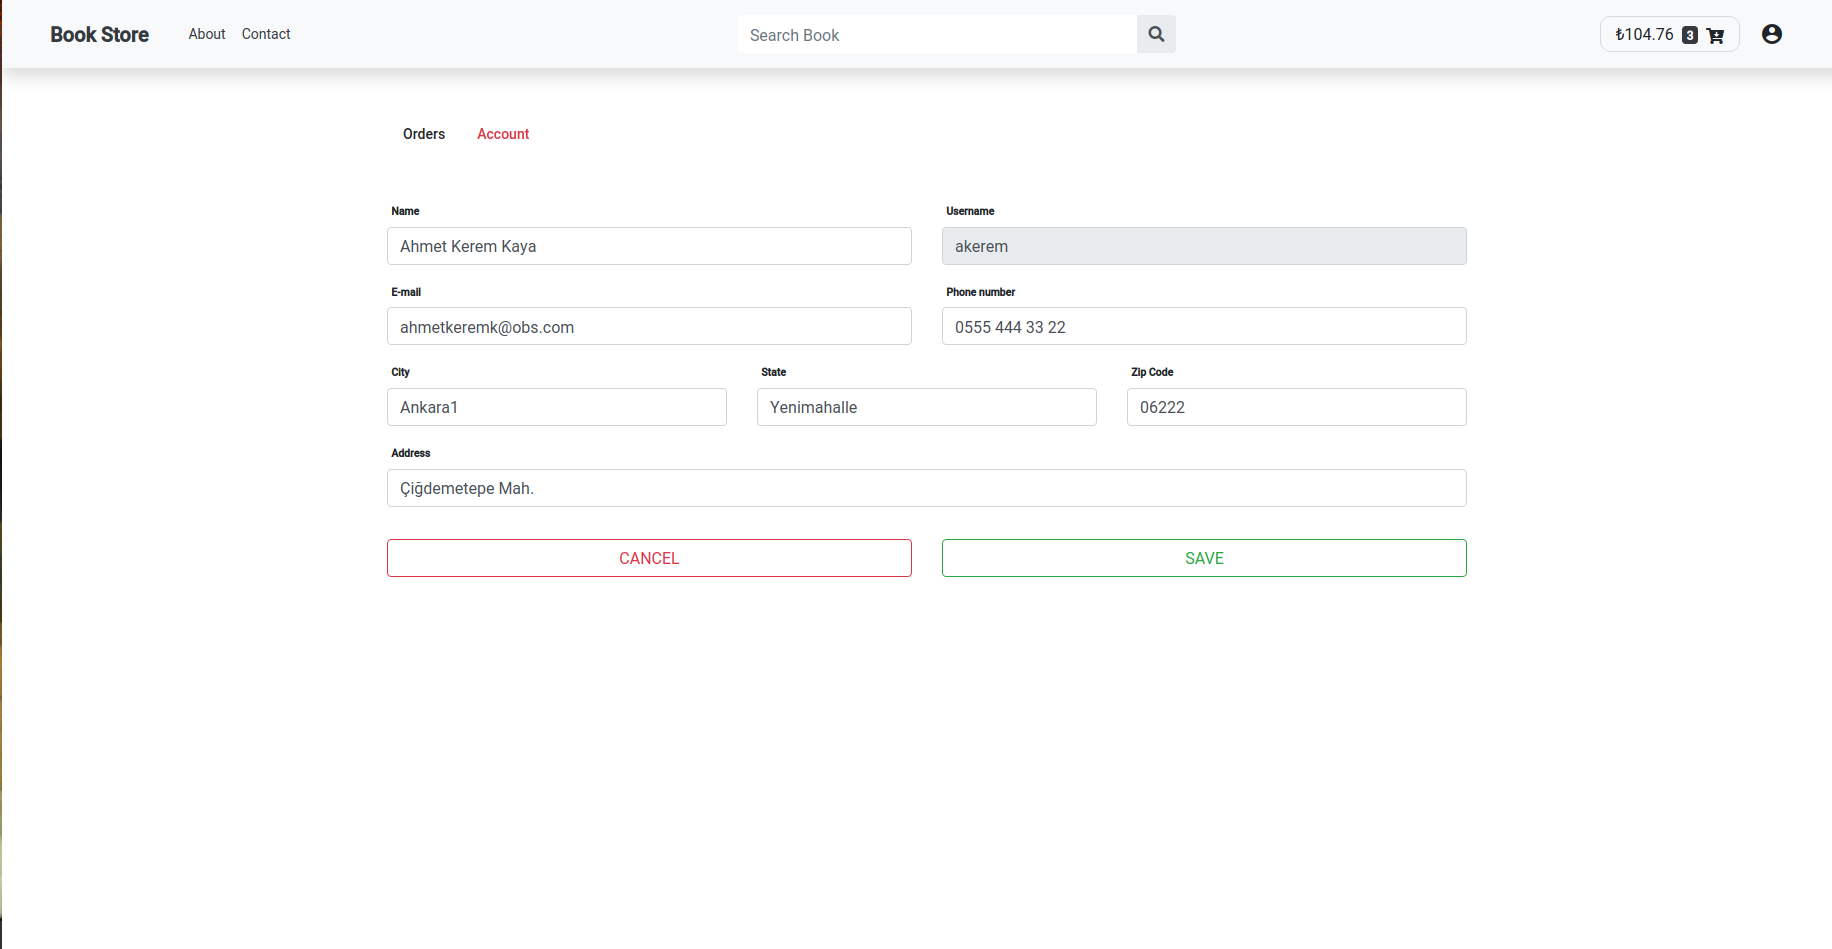 Book Store About Contact Search Book ₺104.76 3
Orders Account
Name Username
Ahmet Kerem Kaya akerem
E-mail Phone number
ahmetkeremk@obs.com 0555 444 33 22
City State Zip Code
Ankara1 Yenimahalle 06222
Address
Çiğdemetepe Mah.
CANCEL SAVE